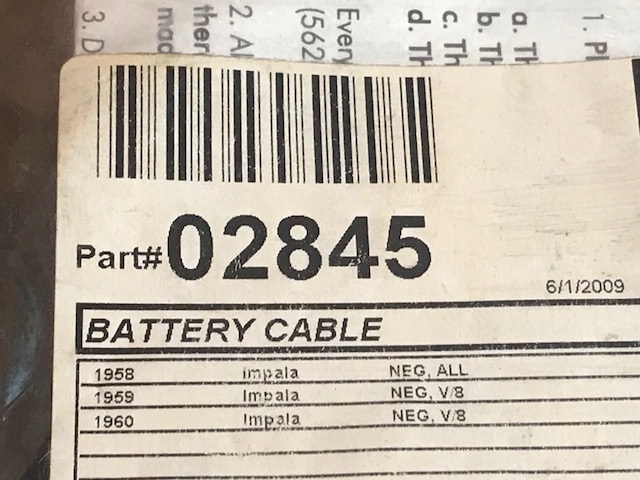 1. Pl
a. Th
b. Th
c. Th
d. Th
Every
(562
2. Al
ther
mad
3. D
Part# 02845
6/1/2009
BATTERY CABLE
1958 Impala NEG, ALL
1959 Impala NEG, V/8
1960 Impala NEG, V/8